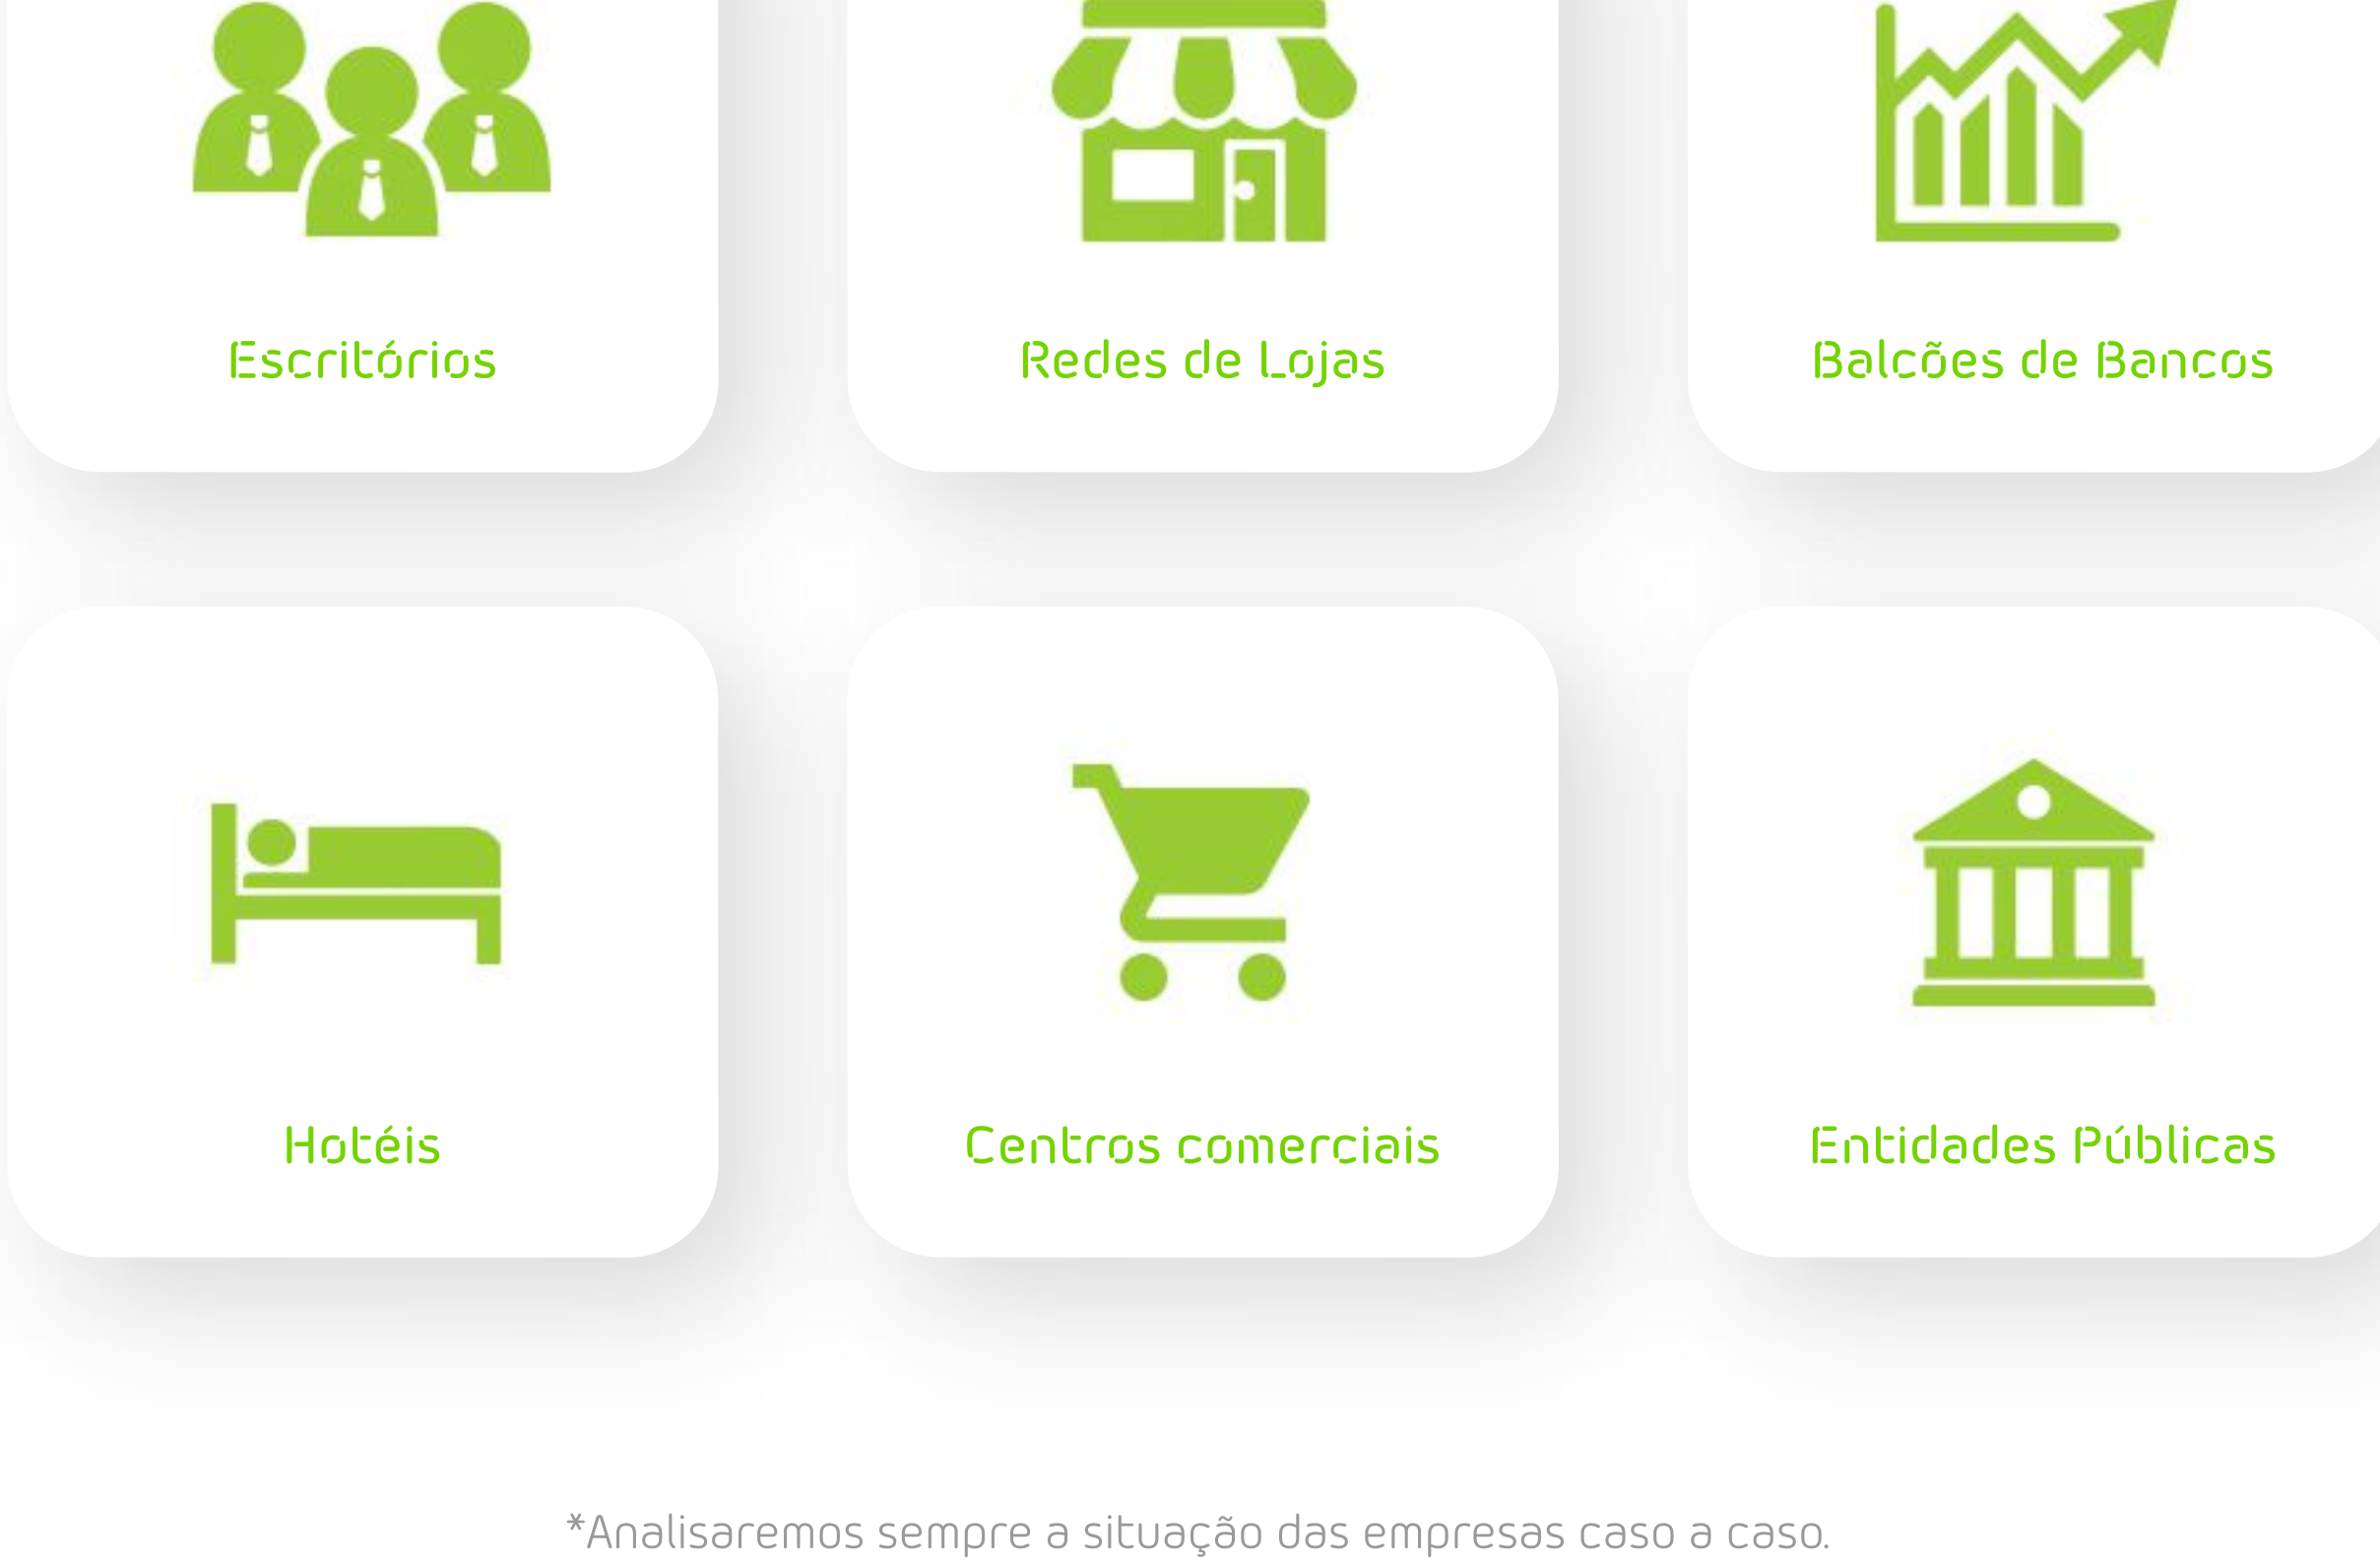 Escritórios
Redes de Lojas
Balcões de Bancos
Hotéis
Centros comerciais
Entidades Públicas
*Analisaremos sempre a situação das empresas caso a caso.